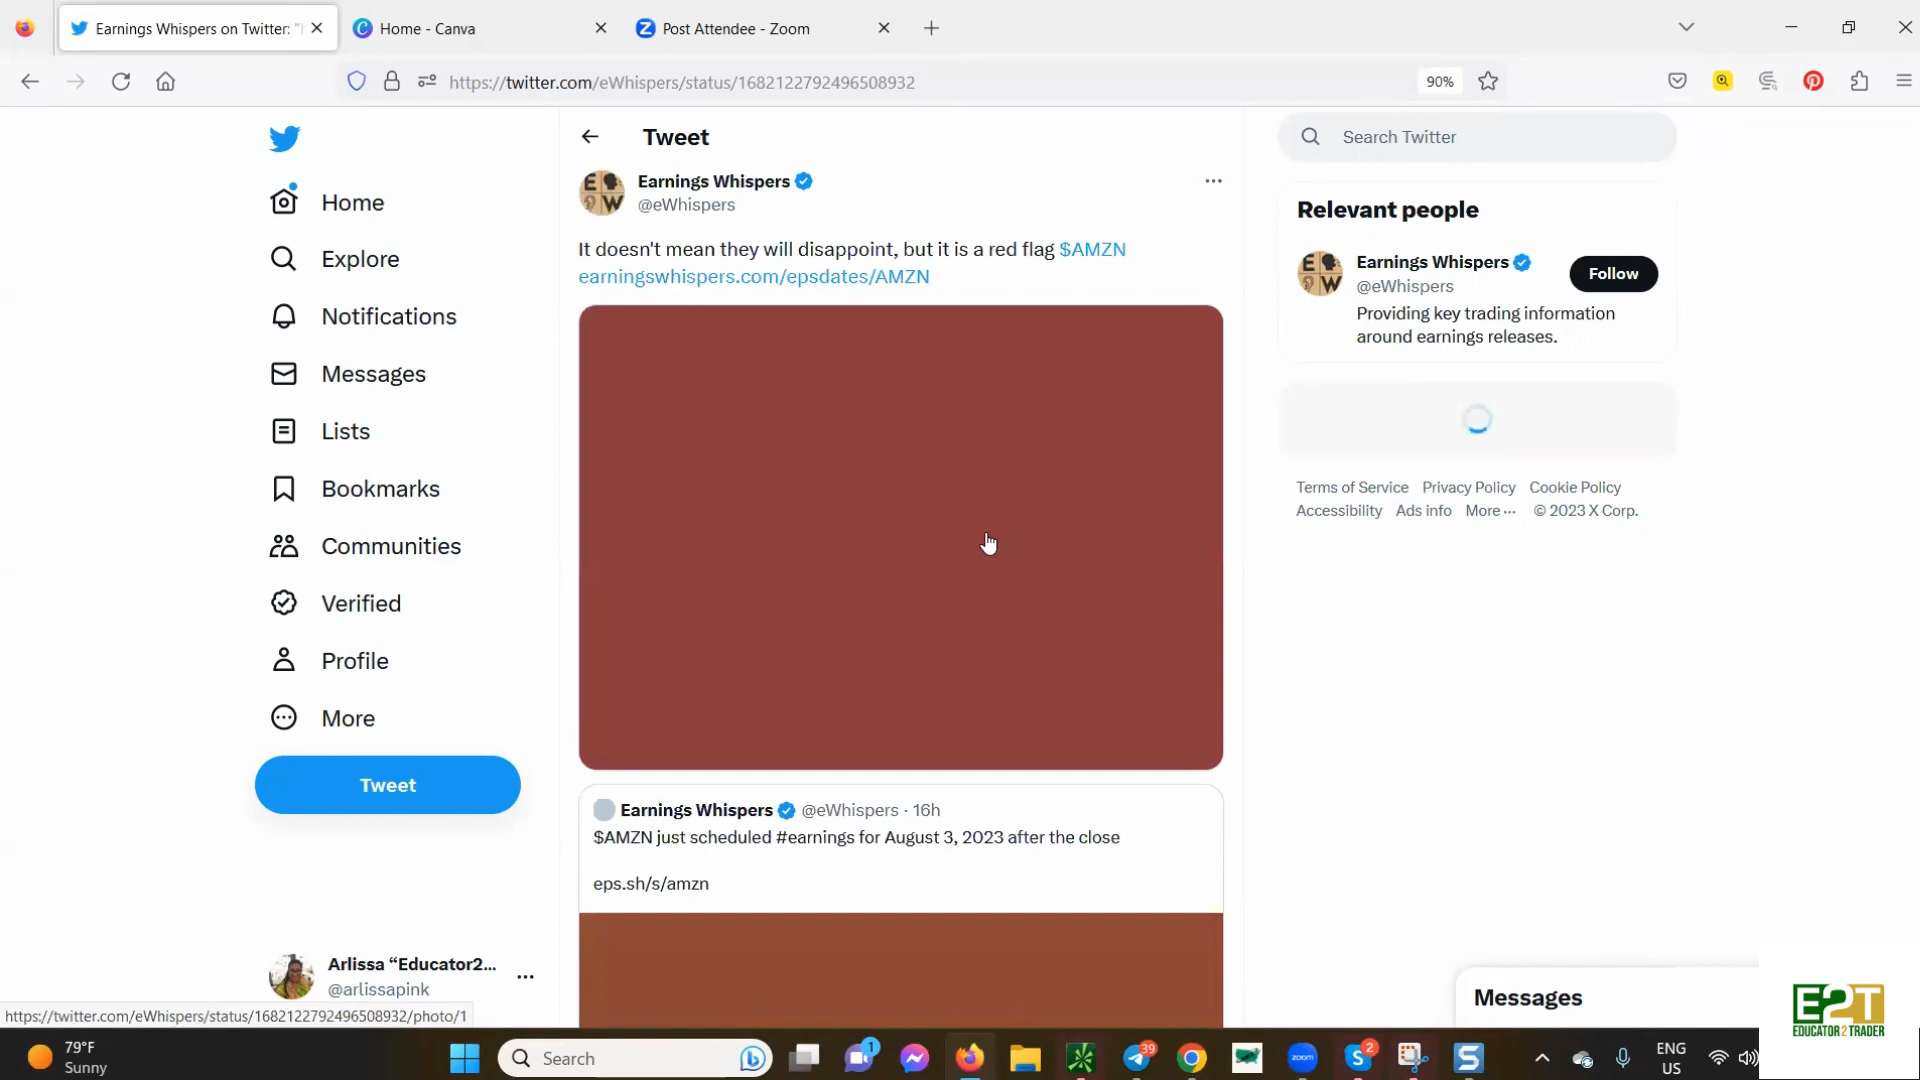 Earnings Whispers on Twitter: "
Home - Canva
Post Attendee - Zoom
https://twitter.com/eWhispers/status/1682122792496508932
90%
Home
Explore
Notifications
Messages
Lists
Bookmarks
Communities
Verified
Profile
More
Tweet
Arlissa “Educator2...
@arlissapink
Tweet
Earnings Whispers
@eWhispers
It doesn't mean they will disappoint, but it is a red flag $AMZN
earningswhispers.com/epsdates/AMZN
Earnings Whispers @eWhispers · 16h
$AMZN just scheduled #earnings for August 3, 2023 after the close
eps.sh/s/amzn
Search Twitter
Relevant people
Earnings Whispers
@eWhispers
Follow
Providing key trading information
around earnings releases.
Terms of Service Privacy Policy Cookie Policy
Accessibility Ads info More ··· © 2023 X Corp.
Messages
E2T
EDUCATOR2TRADER
https://twitter.com/eWhispers/status/1682122792496508932/photo/1
79°F
Sunny
Search
1
39
zoom
2
ENG
US